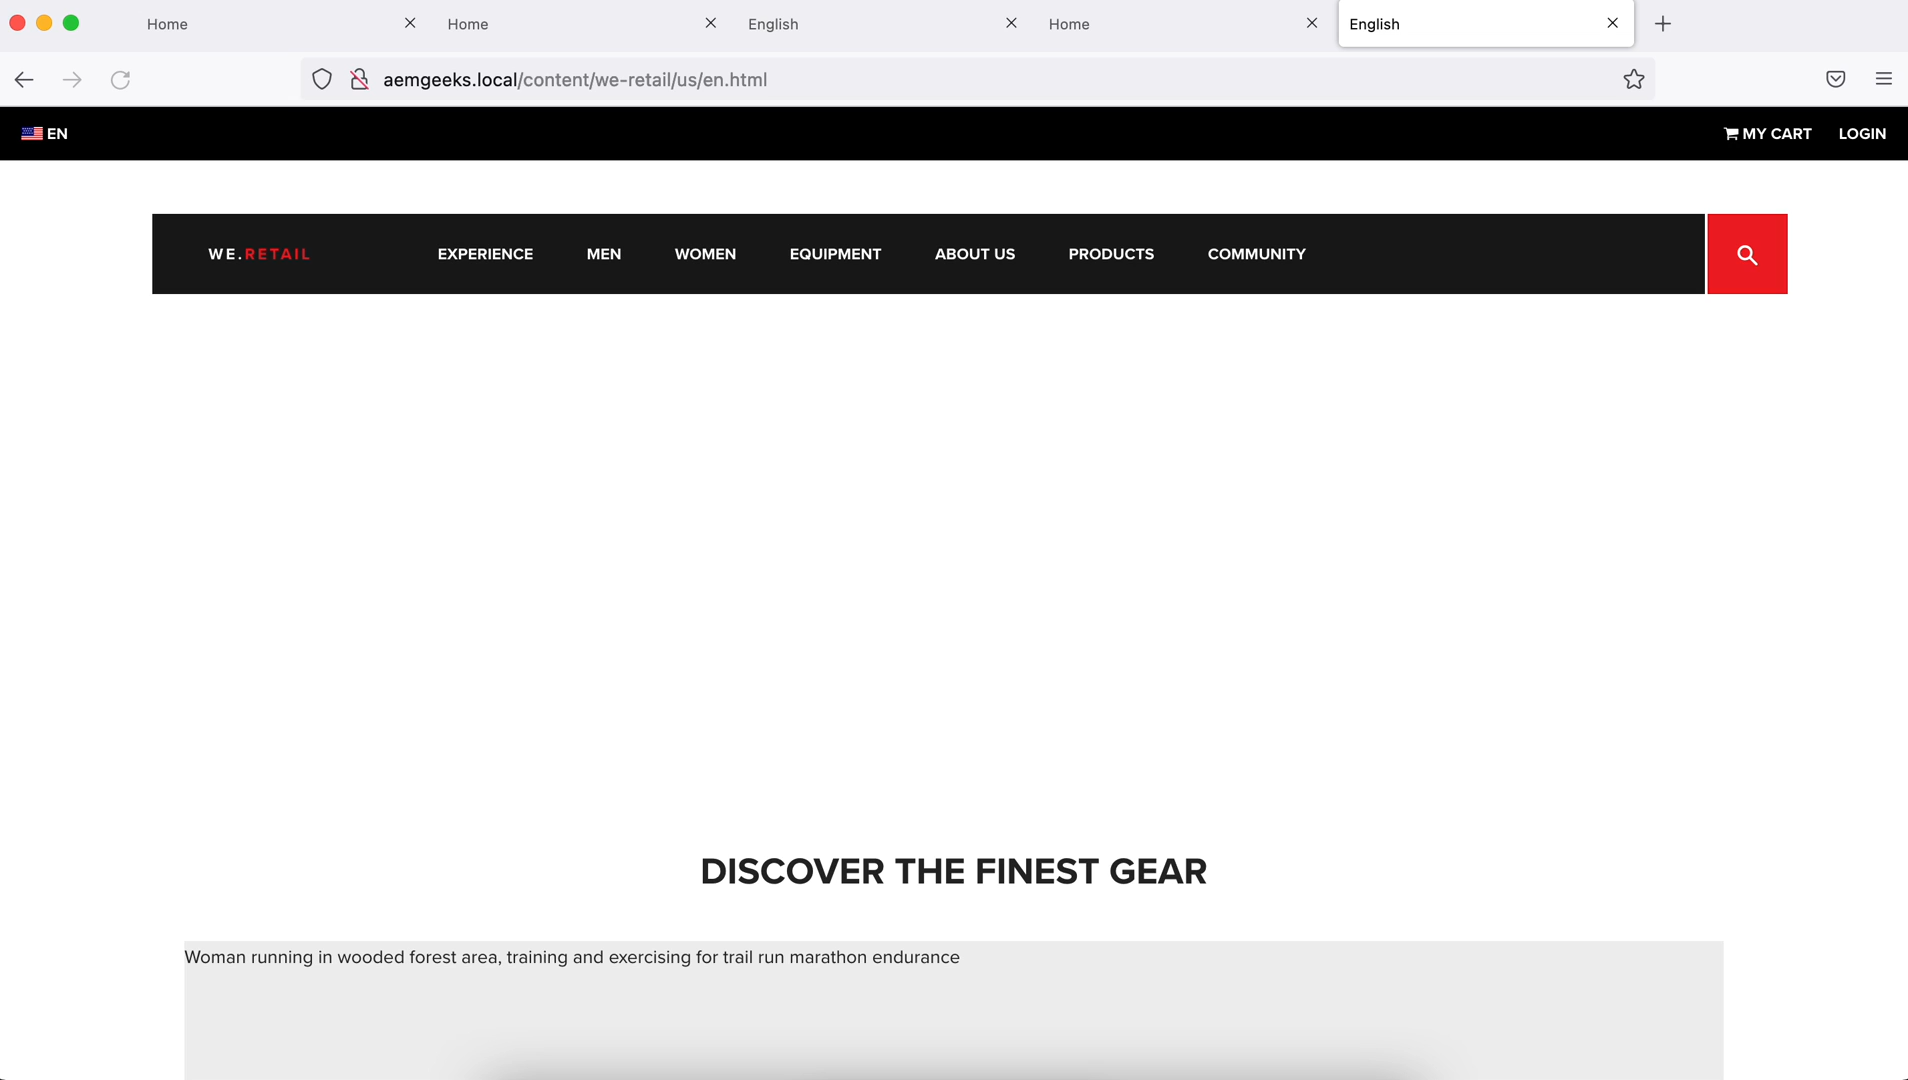 Home
Home
English
Home
English
aemgeeks.local/content/we-retail/us/en.html
EN
MY CART
LOGIN
WE.RETAIL
EXPERIENCE
MEN
WOMEN
EQUIPMENT
ABOUT US
PRODUCTS
COMMUNITY
DISCOVER THE FINEST GEAR
Woman running in wooded forest area, training and exercising for trail run marathon endurance